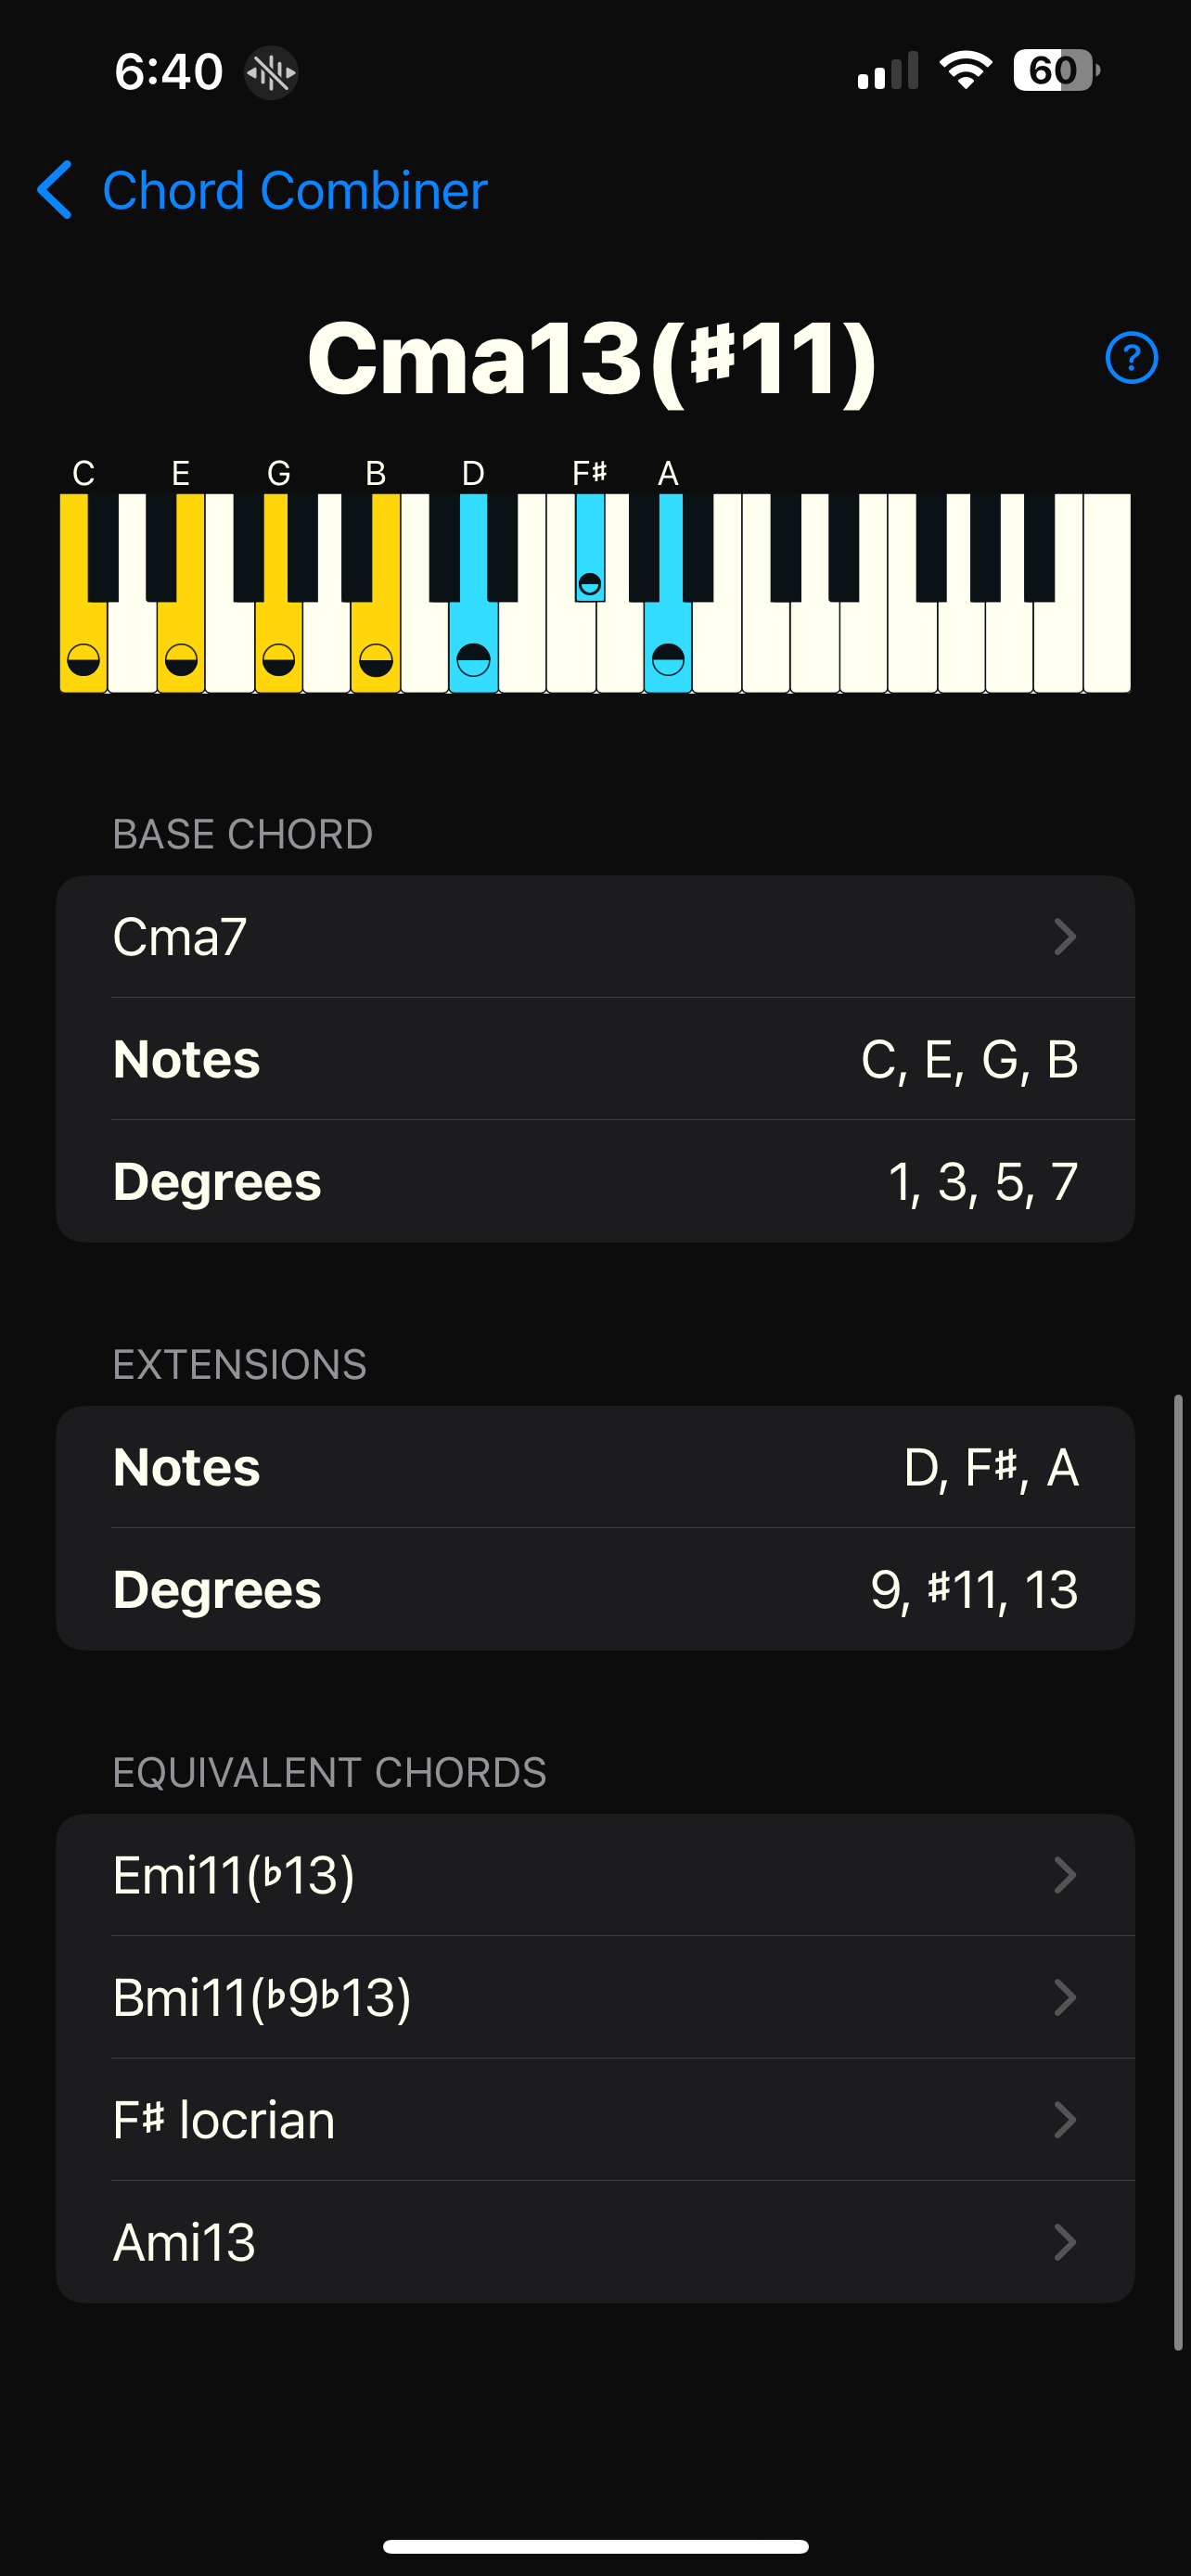 6:40 60
Chord Combiner
Cma13(♯11) ?
C E G B D F♯ A
BASE CHORD
Cma7
Notes C, E, G, B
Degrees 1, 3, 5, 7
EXTENSIONS
Notes D, F♯, A
Degrees 9, ♯11, 13
EQUIVALENT CHORDS
Emi11(♭13)
Bmi11(♭9♭13)
F♯ locrian
Ami13